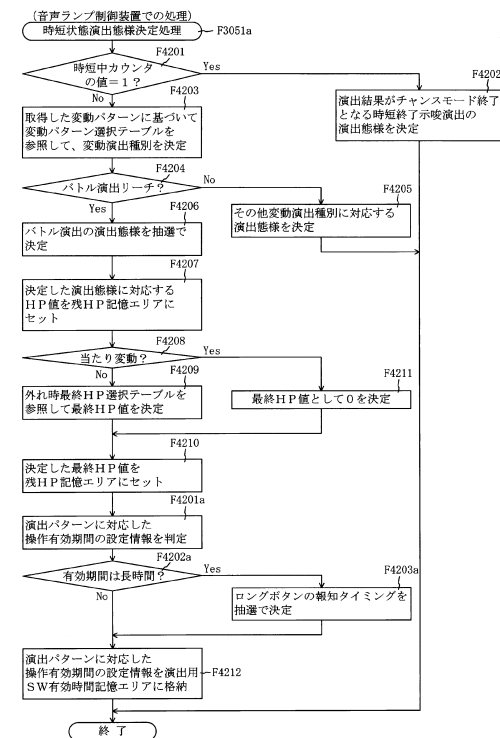 (音声ランプ制御装置での処理)
時短状態演出態様決定処理
F3051a
F4201
時短中カウンタ
の値=1?
Yes
No
F4202
演出結果がチャンスモード終了
となる時短終了示唆演出の
演出態様を決定
F4203
取得した変動パターンに基づいて
変動パターン選択テーブルを
参照して、変動演出種別を決定
F4204
バトル演出リーチ?
No
Yes
F4205
その他変動演出種別に対応する
演出態様を決定
F4206
バトル演出の演出態様を抽選で
決定
F4207
決定した演出態様に対応する
HP値を残HP記憶エリアに
セット
F4208
当たり変動?
Yes
No
F4209
外れ時最終HP選択テーブルを
参照して最終HP値を決定
F4211
最終HP値として0を決定
F4210
決定した最終HP値を
残HP記憶エリアにセット
F4201a
演出パターンに対応した
操作有効期間の設定情報を判定
F4202a
有効期間は長時間?
Yes
No
F4203a
ロングボタンの報知タイミングを
抽選で決定
演出パターンに対応した
操作有効期間の設定情報を演出用
SW有効時間記憶エリアに格納
F4212
終了